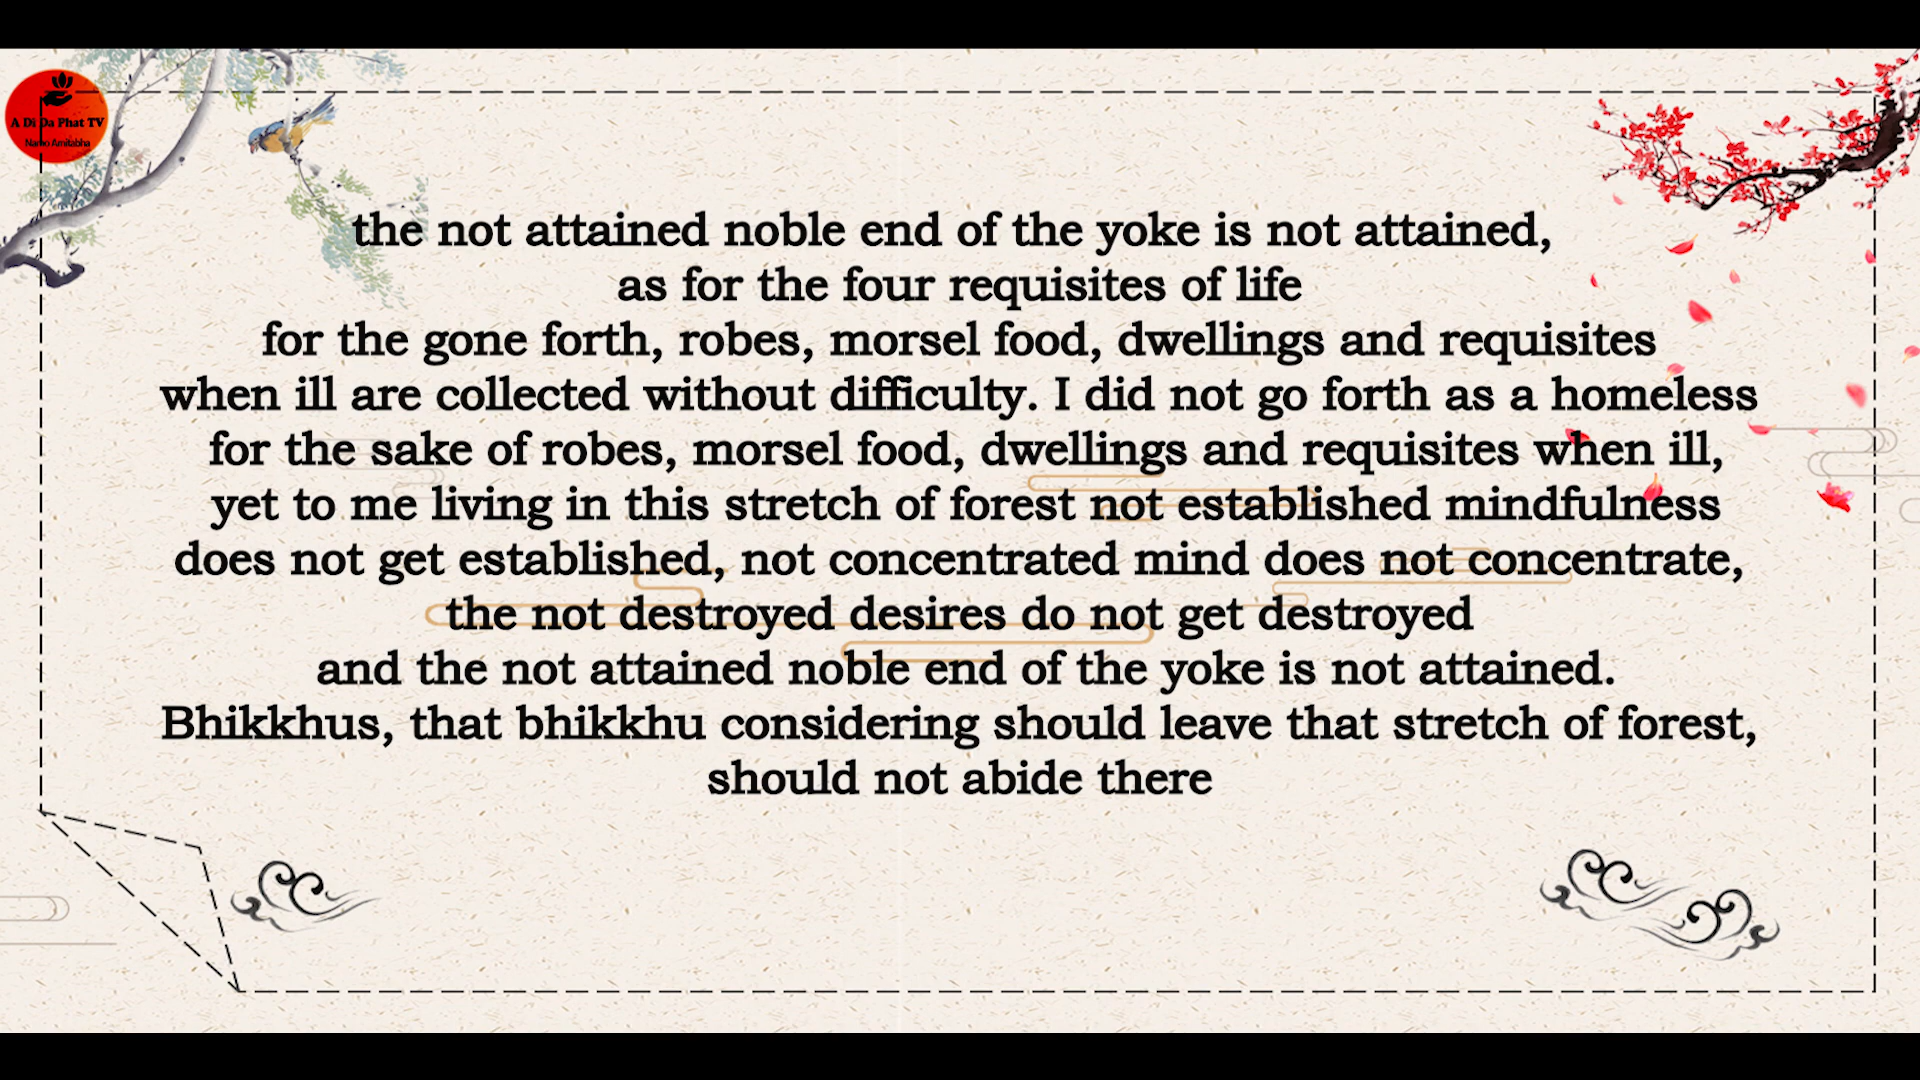 A Di Da Phat TV
Namo Amitabha
the not attained noble end of the yoke is not attained,
as for the four requisites of life
for the gone forth, robes, morsel food, dwellings and requisites
when ill are collected without difficulty. I did not go forth as a homeless
for the sake of robes, morsel food, dwellings and requisites when ill,
yet to me living in this stretch of forest not established mindfulness
does not get established, not concentrated mind does not concentrate,
the not destroyed desires do not get destroyed
and the not attained noble end of the yoke is not attained.
Bhikkhus, that bhikkhu considering should leave that stretch of forest,
should not abide there